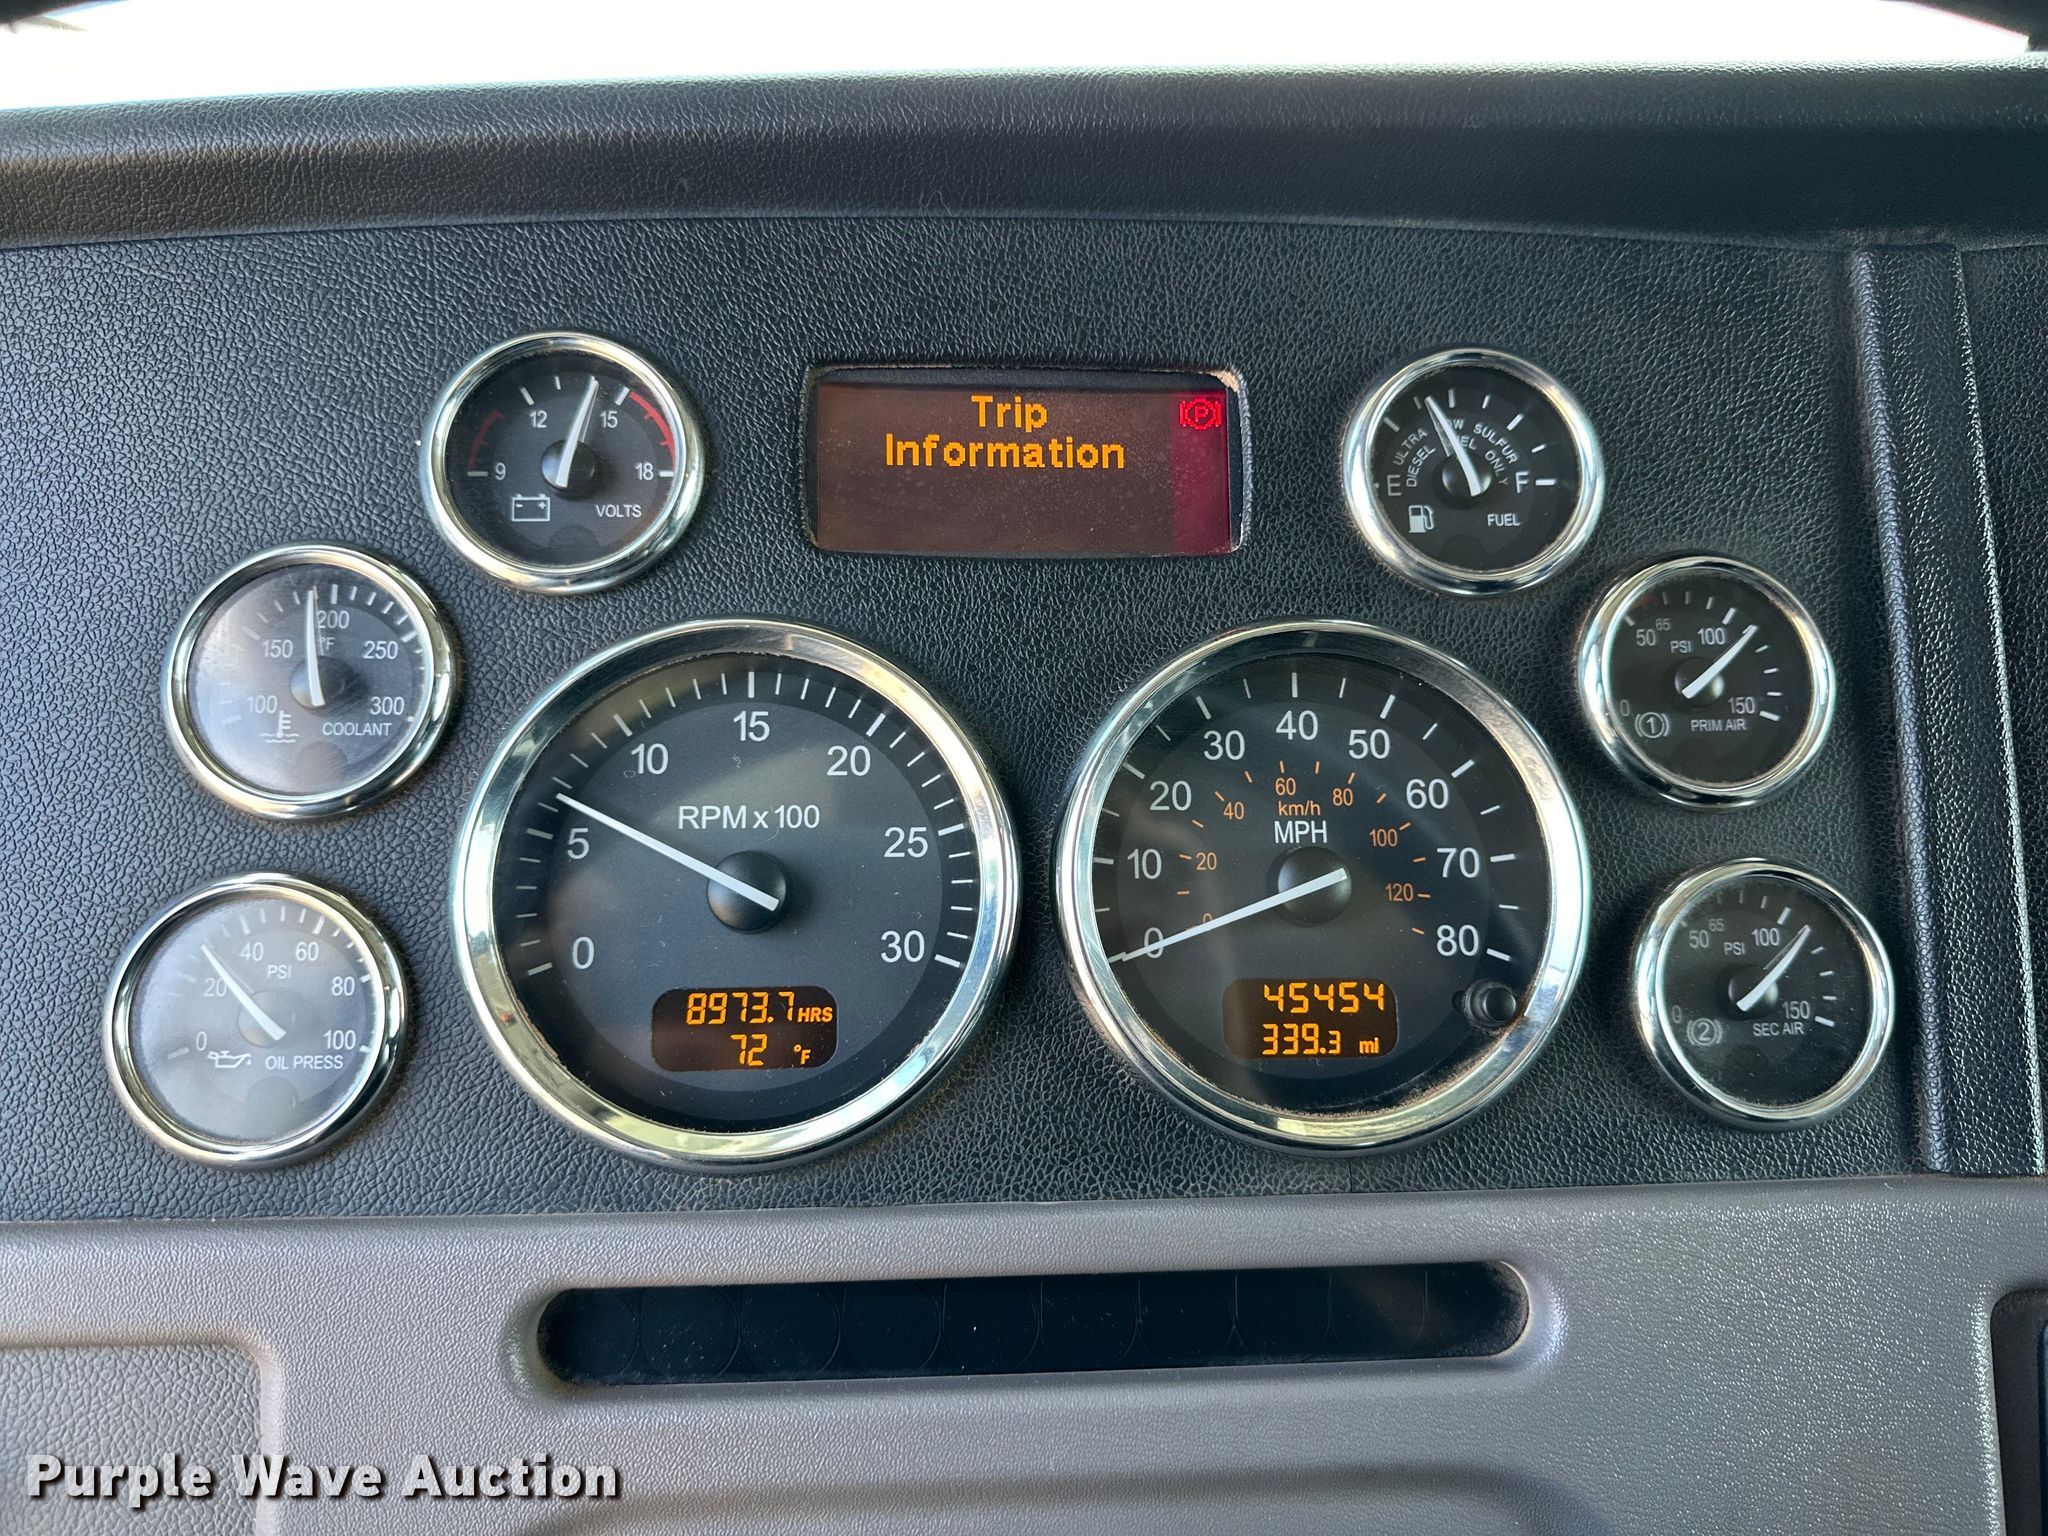 Trip
Information
(P)
12
15
9
18
VOLTS
ULTRA LOW SULFUR
DIESEL FUEL ONLY
E
F
FUEL
150
200
°F
250
100
300
COOLANT
50
65
PSI
100
0
150
(1)
PRIM AIR
0
5
10
15
20
25
30
RPM x 100
8973.7 HRS
72 °F
0
10
20
30
40
50
60
70
80
0
20
40
60
80
100
120
km/h
MPH
45454
339.3 mi
0
20
40
60
80
100
PSI
OIL PRESS
50
65
PSI
100
0
150
(2)
SEC AIR
Purple Wave Auction